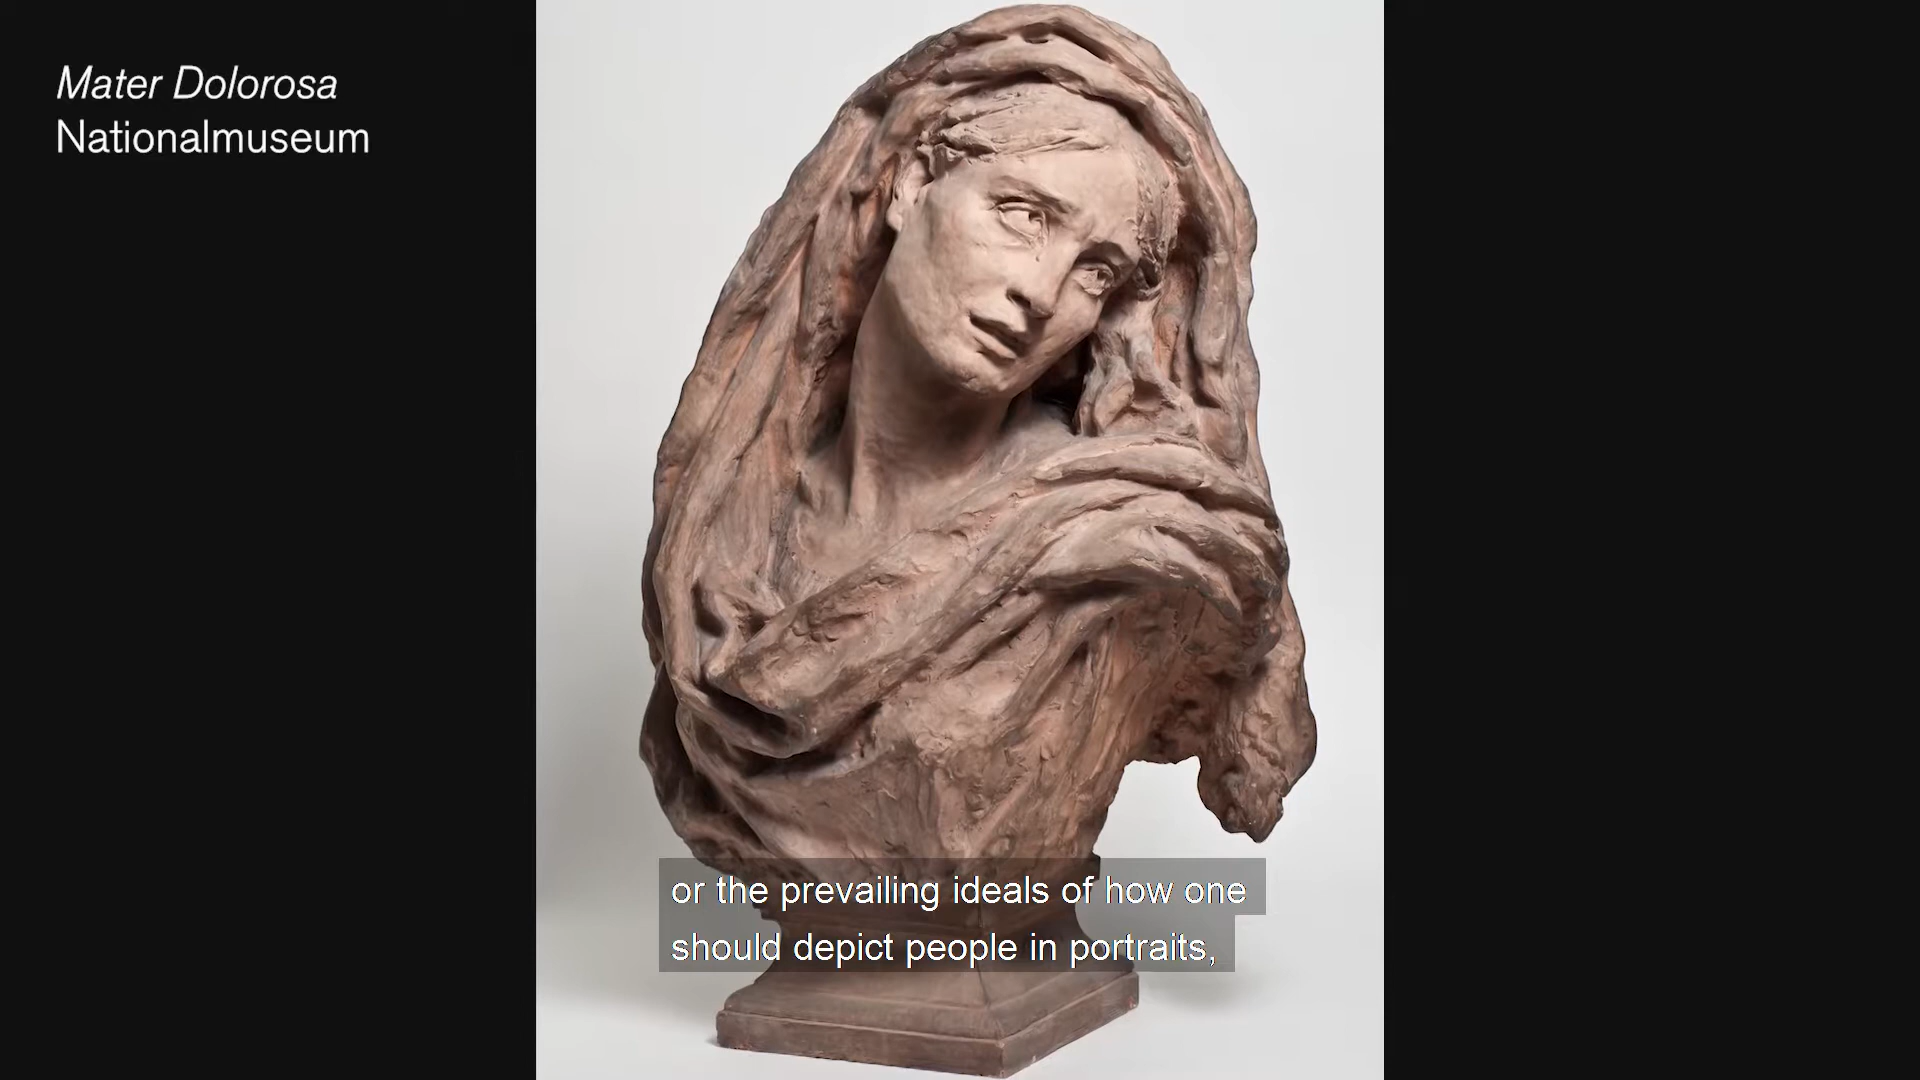 Mater Dolorosa
Nationalmuseum
or the prevailing ideals of how one
should depict people in portraits,